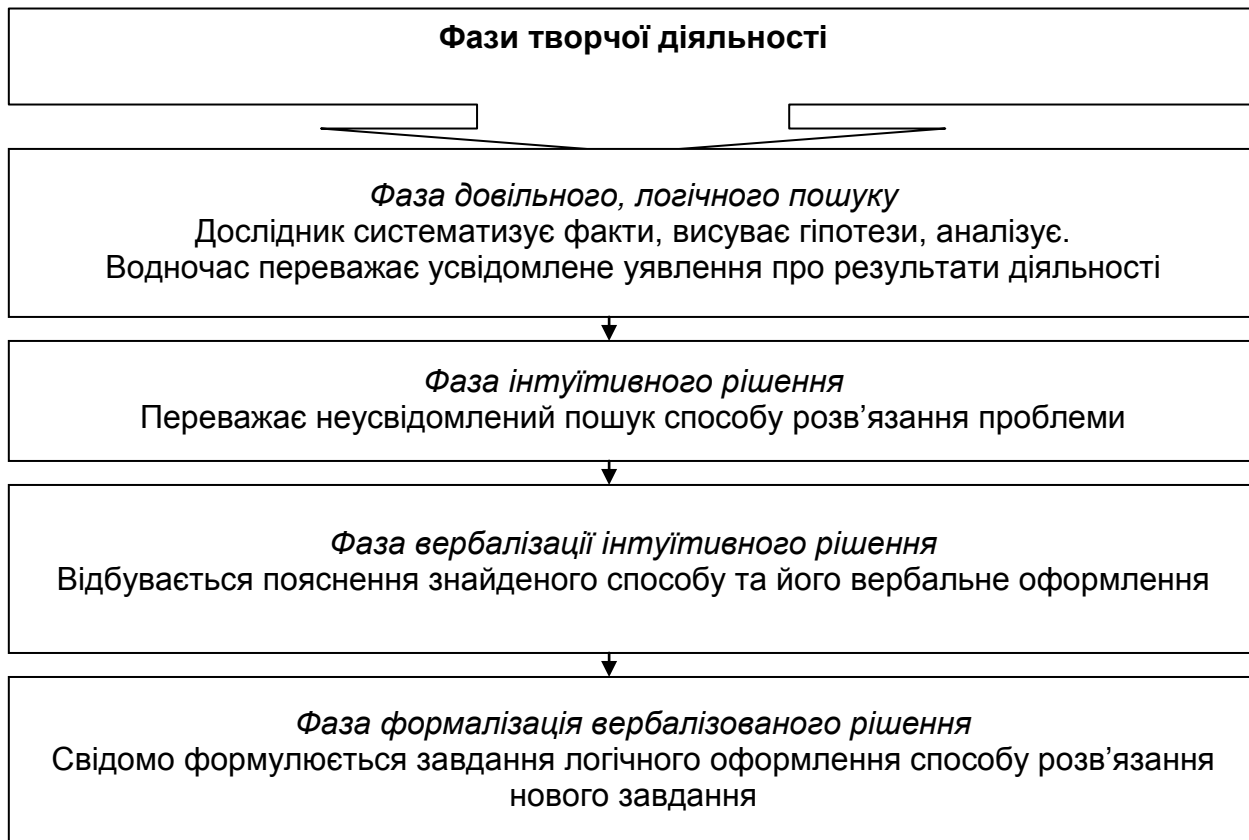 Фази творчої діяльності
Фаза довільного, логічного пошуку
Дослідник систематизує факти, висуває гіпотези, аналізує.
Водночас переважає усвідомлене уявлення про результати діяльності
Фаза інтуїтивного рішення
Переважає неусвідомлений пошук способу розв’язання проблеми
Фаза вербалізації інтуїтивного рішення
Відбувається пояснення знайденого способу та його вербальне оформлення
Фаза формалізація вербалізованого рішення
Свідомо формулюється завдання логічного оформлення способу розв’язання
нового завдання